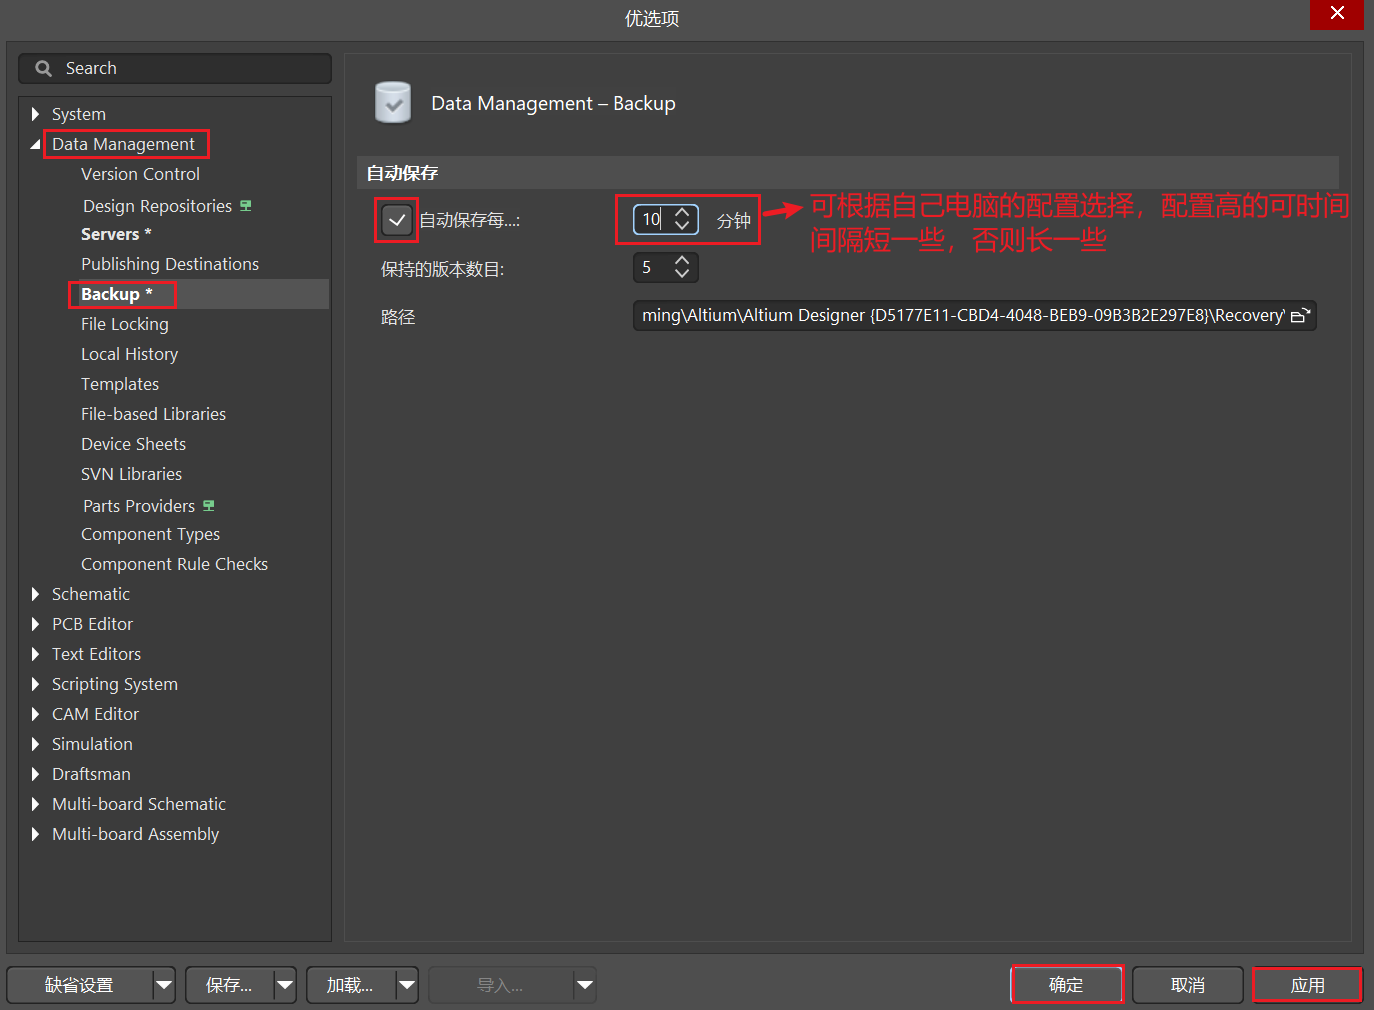 优选项
Search
System
Data Management
Version Control
Design Repositories
Servers *
Publishing Destinations
Backup *
File Locking
Local History
Templates
File-based Libraries
Device Sheets
SVN Libraries
Parts Providers
Component Types
Component Rule Checks
Schematic
PCB Editor
Text Editors
Scripting System
CAM Editor
Simulation
Draftsman
Multi-board Schematic
Multi-board Assembly
Data Management – Backup
自动保存
自动保存每...: 10 分钟
可根据自己电脑的配置选择，配置高的可时间
间隔短一些，否则长一些
保持的版本数目: 5
路径 ming\Altium\Altium Designer {D5177E11-CBD4-4048-BEB9-09B3B2E297E8}\Recovery\
缺省设置 保存... 加载... 导入... 确定 取消 应用